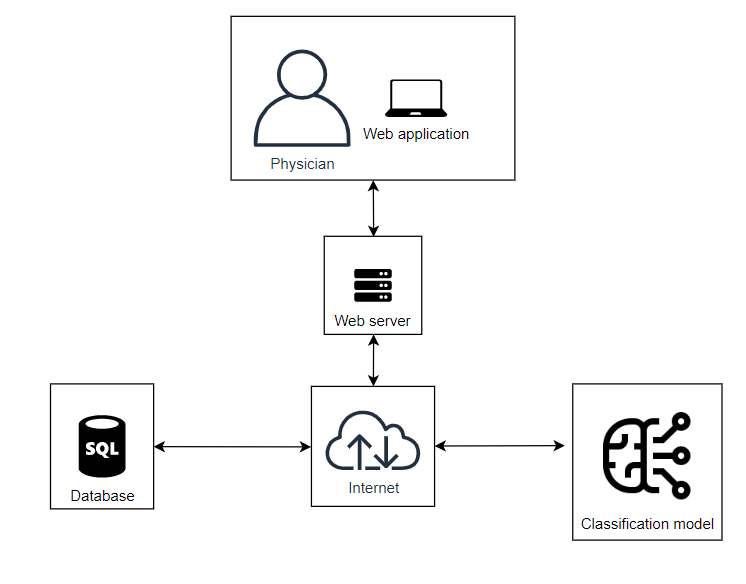 Web application
Physician
Web server
SQL
Database
Internet
Classification model